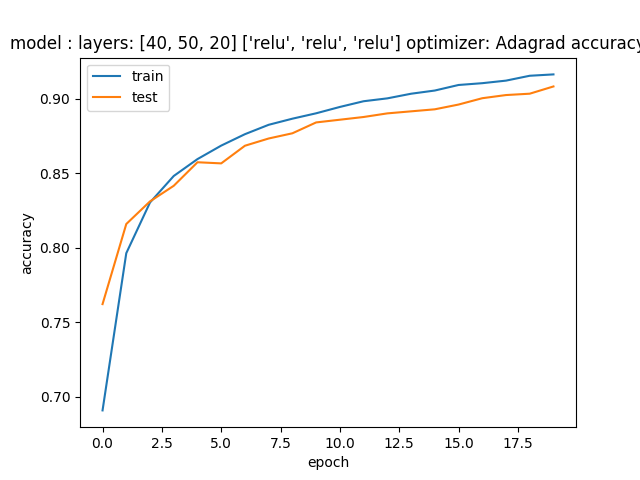 model : layers: [40, 50, 20] ['relu', 'relu', 'relu'] optimizer: Adagrad accuracy
train
test
0.90
0.85
0.80
0.75
0.70
accuracy
0.0 2.5 5.0 7.5 10.0 12.5 15.0 17.5
epoch